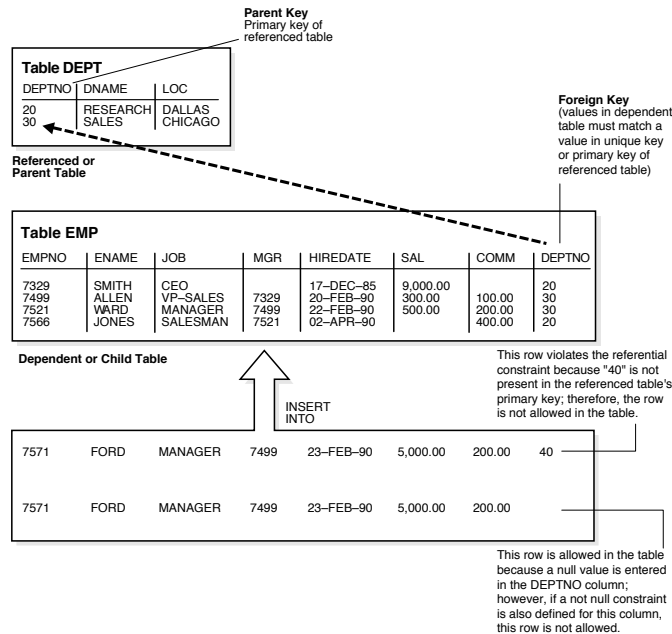 Parent Key
Primary key of
referenced table
Table DEPT
DEPTNO DNAME LOC
20 RESEARCH DALLAS
30 SALES CHICAGO
Referenced or
Parent Table
Foreign Key
(values in dependent
table must match a
value in unique key
or primary key of
referenced table)
Table EMP
EMPNO ENAME JOB MGR HIREDATE SAL COMM DEPTNO
7329 SMITH CEO 17–DEC–85 9,000.00 20
7499 ALLEN VP–SALES 7329 20–FEB–90 300.00 100.00 30
7521 WARD MANAGER 7499 22–FEB–90 500.00 200.00 30
7566 JONES SALESMAN 7521 02–APR–90 400.00 20
Dependent or Child Table
This row violates the referential
constraint because "40" is not
present in the referenced table's
primary key; therefore, the row
is not allowed in the table.
INSERT
INTO
7571 FORD MANAGER 7499 23–FEB–90 5,000.00 200.00 40
7571 FORD MANAGER 7499 23–FEB–90 5,000.00 200.00
This row is allowed in the table
because a null value is entered
in the DEPTNO column;
however, if a not null constraint
is also defined for this column,
this row is not allowed.